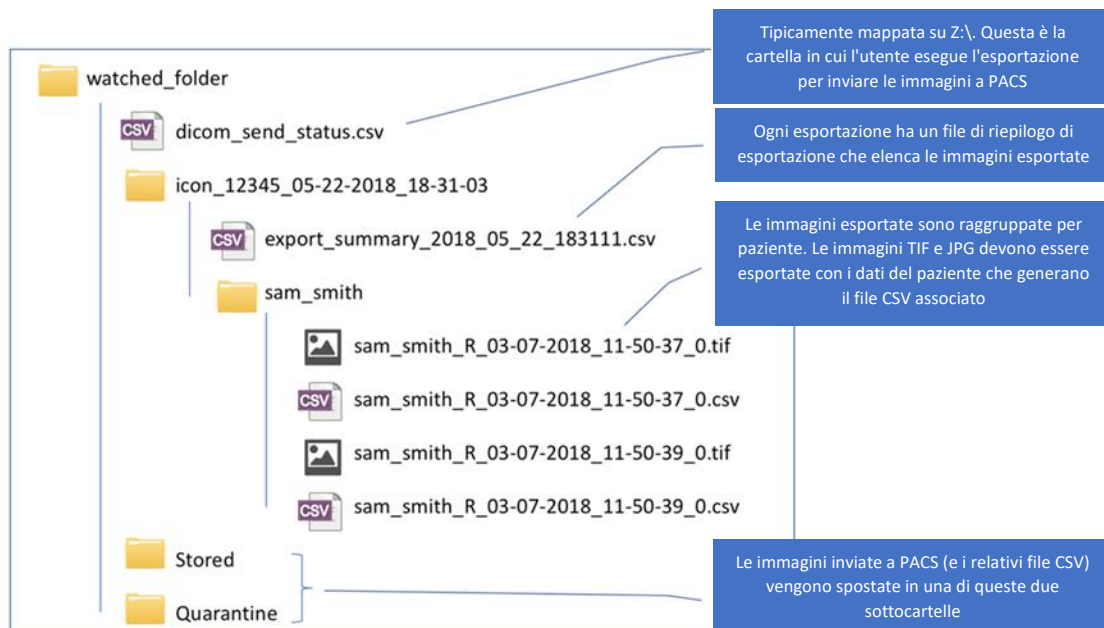 Tipicamente mappata su Z:\. Questa è la
cartella in cui l'utente esegue l'esportazione
per inviare le immagini a PACS
watched_folder
CSV dicom_send_status.csv
Ogni esportazione ha un file di riepilogo di
esportazione che elenca le immagini esportate
icon_12345_05-22-2018_18-31-03
CSV export_summary_2018_05_22_183111.csv
Le immagini esportate sono raggruppate per
paziente. Le immagini TIF e JPG devono essere
esportate con i dati del paziente che generano
il file CSV associato
sam_smith
sam_smith_R_03-07-2018_11-50-37_0.tif
CSV sam_smith_R_03-07-2018_11-50-37_0.csv
sam_smith_R_03-07-2018_11-50-39_0.tif
CSV sam_smith_R_03-07-2018_11-50-39_0.csv
Stored
Quarantine
Le immagini inviate a PACS (e i relativi file CSV)
vengono spostate in una di queste due
sottocartelle